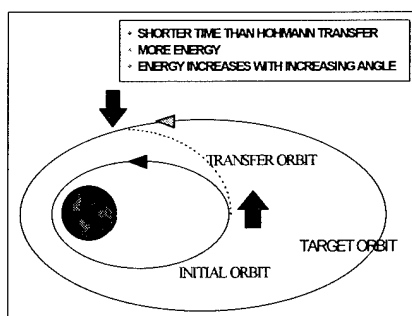 SHORTER TIME THAN HOHMANN TRANSFER
MORE ENERGY
ENERGY INCREASES WITH INCREASING ANGLE
TRANSFER ORBIT
TARGET ORBIT
INITIAL ORBIT